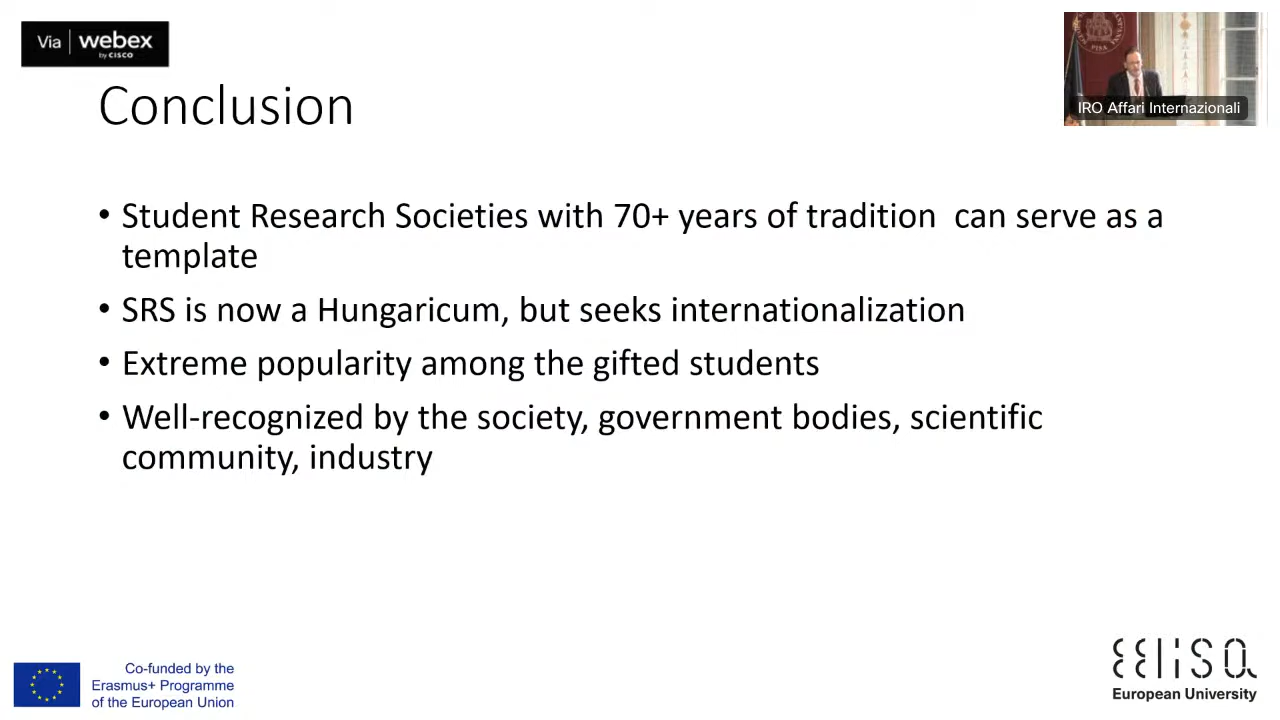 Via webex
by CISCO
IRO Affari Internazionali
Conclusion
• Student Research Societies with 70+ years of tradition  can serve as a
template
• SRS is now a Hungaricum, but seeks internationalization
• Extreme popularity among the gifted students
• Well-recognized by the society, government bodies, scientific
community, industry
Co-funded by the
Erasmus+ Programme
of the European Union
EELISA
European University